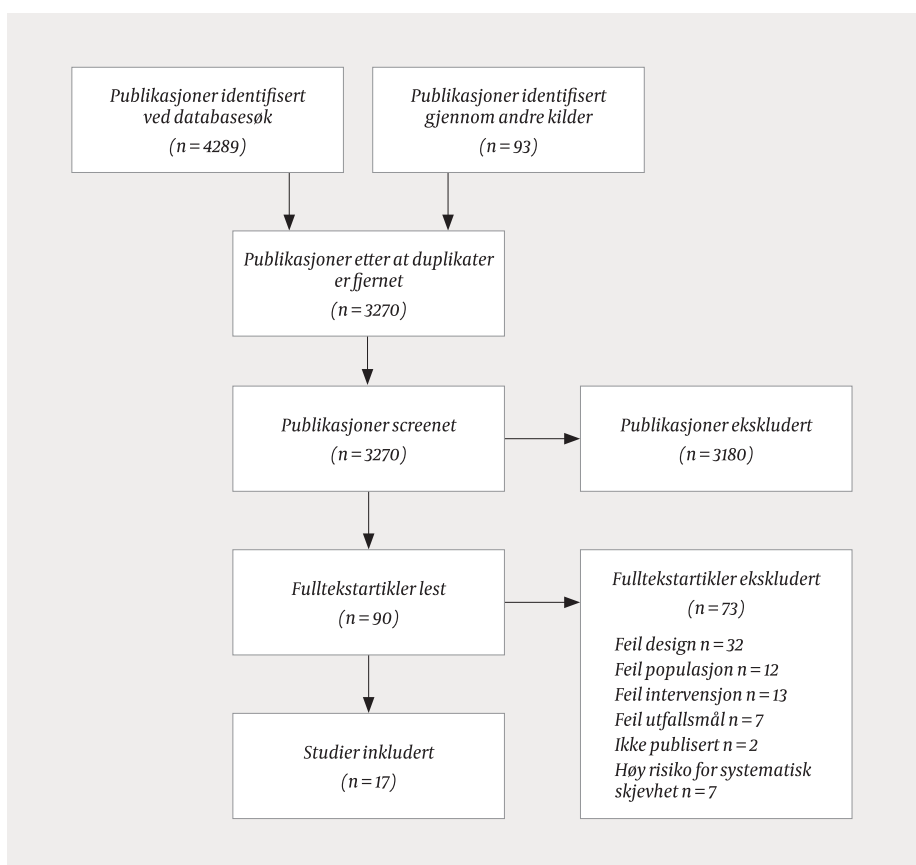 Publikasjoner identifisert
ved databasesøk
(n = 4289)
Publikasjoner identifisert
gjennom andre kilder
(n = 93)
Publikasjoner etter at duplikater
er fjernet
(n = 3270)
Publikasjoner screenet
(n = 3270)
Publikasjoner ekskludert
(n = 3180)
Fulltekstartikler lest
(n = 90)
Fulltekstartikler ekskludert
(n = 73)
Feil design n = 32
Feil populasjon n = 12
Feil intervensjon n = 13
Feil utfallsmål n = 7
Ikke publisert n = 2
Høy risiko for systematisk
skjevhet n = 7
Studier inkludert
(n = 17)